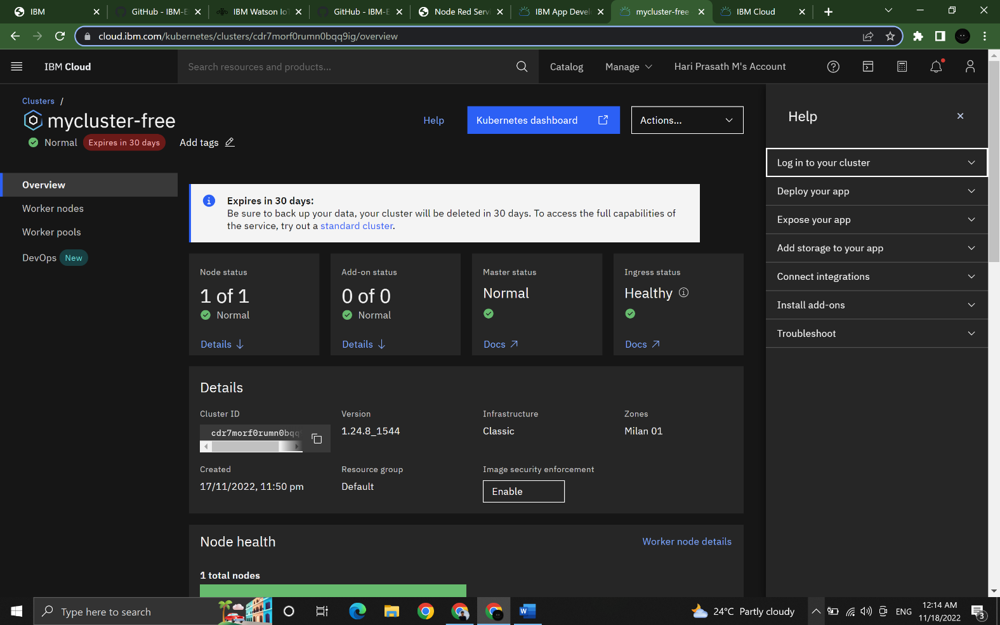 IBM
GitHub - IBM-E
IBM Watson Io
GitHub - IBM-E
Node Red Serv
IBM App Devel
mycluster-free
IBM Cloud
cloud.ibm.com/kubernetes/clusters/cdr7morf0rumn0bqq9ig/overview
IBM Cloud
Search resources and products...
Catalog
Manage
Hari Prasath M's Account
Clusters /
mycluster-free
Normal
Expires in 30 days
Add tags
Help
Kubernetes dashboard
Actions...
Overview
Worker nodes
Worker pools
DevOps New
Expires in 30 days:
Be sure to back up your data, your cluster will be deleted in 30 days. To access the full capabilities of
the service, try out a standard cluster.
Node status
1 of 1
Normal
Details
Add-on status
0 of 0
Normal
Details
Master status
Normal
Docs
Ingress status
Healthy
Docs
Details
Cluster ID
cdr7morf0rumn0bqq
Version
1.24.8_1544
Infrastructure
Classic
Zones
Milan 01
Created
17/11/2022, 11:50 pm
Resource group
Default
Image security enforcement
Enable
Node health
Worker node details
1 total nodes
Help
Log in to your cluster
Deploy your app
Expose your app
Add storage to your app
Connect integrations
Install add-ons
Troubleshoot
Type here to search
24°C Partly cloudy
ENG
12:14 AM
11/18/2022
3